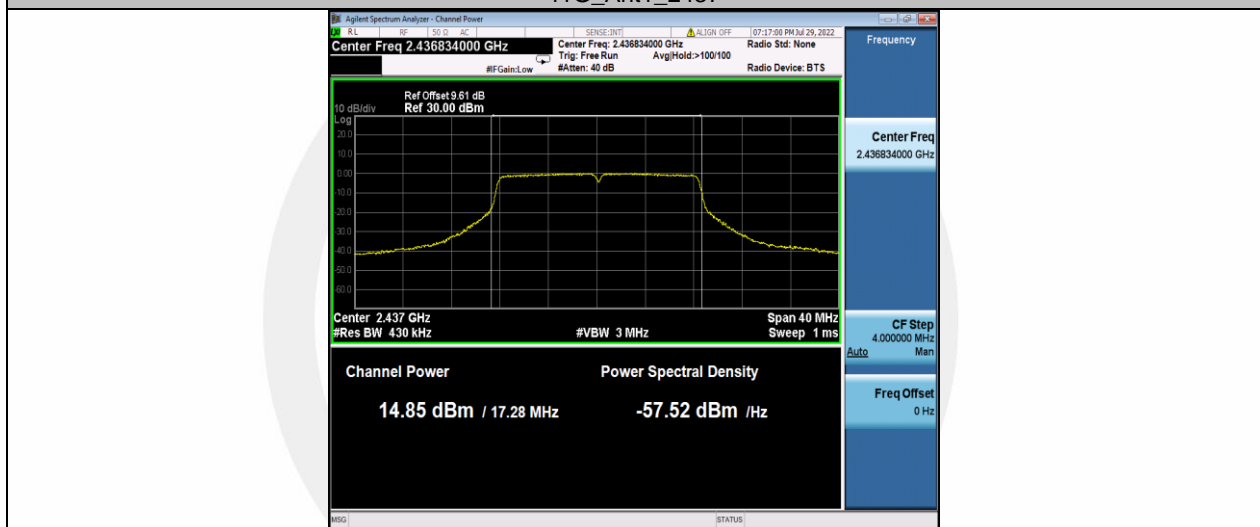 Agilent Spectrum Analyzer - Channel Power
RL RF 50 Ω AC SENSE:INT ALIGN OFF 07:17:00 PM Jul 29, 2022
Center Freq 2.436834000 GHz
Center Freq: 2.436834000 GHz
Radio Std: None
Trig: Free Run Avg|Hold:>100/100
#IFGain:Low #Atten: 40 dB Radio Device: BTS
Frequency
Ref Offset 9.61 dB
10 dB/div Ref 30.00 dBm
Log
20.0
10.0
0.00
-10.0
-20.0
-30.0
-40.0
-50.0
-60.0
Center 2.437 GHz Span 40 MHz
#Res BW 430 kHz #VBW 3 MHz Sweep 1 ms
Channel Power Power Spectral Density
14.85 dBm / 17.28 MHz -57.52 dBm /Hz
Center Freq
2.436834000 GHz
CF Step
4.000000 MHz
Auto Man
Freq Offset
0 Hz
MSG STATUS